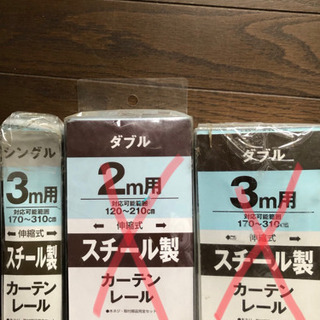 シングル
3m用
対応可能範囲
170〜310cm
伸縮式
スチール製
カーテン
レール
ダブル
2m用
対応可能範囲
120〜210cm
伸縮式
スチール製
カーテン
レール
ダブル
3m用
対応可能範囲
170〜310cm
伸縮式
スチール製
カーテン
レール